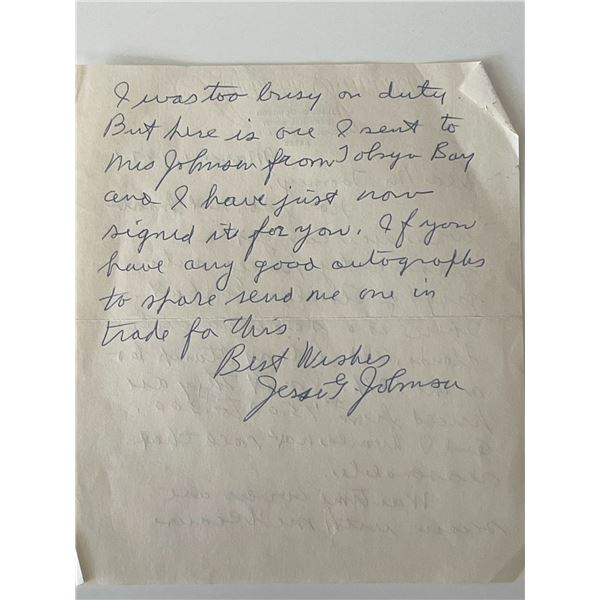 I was too busy on duty.
But here is one I sent to
Mrs Johnson from Tokyo Bay
and I have just now
signed it for you. If you
have any good autographs
to spare send me one in
trade for this
Best Wishes
Jesse G. Johnson